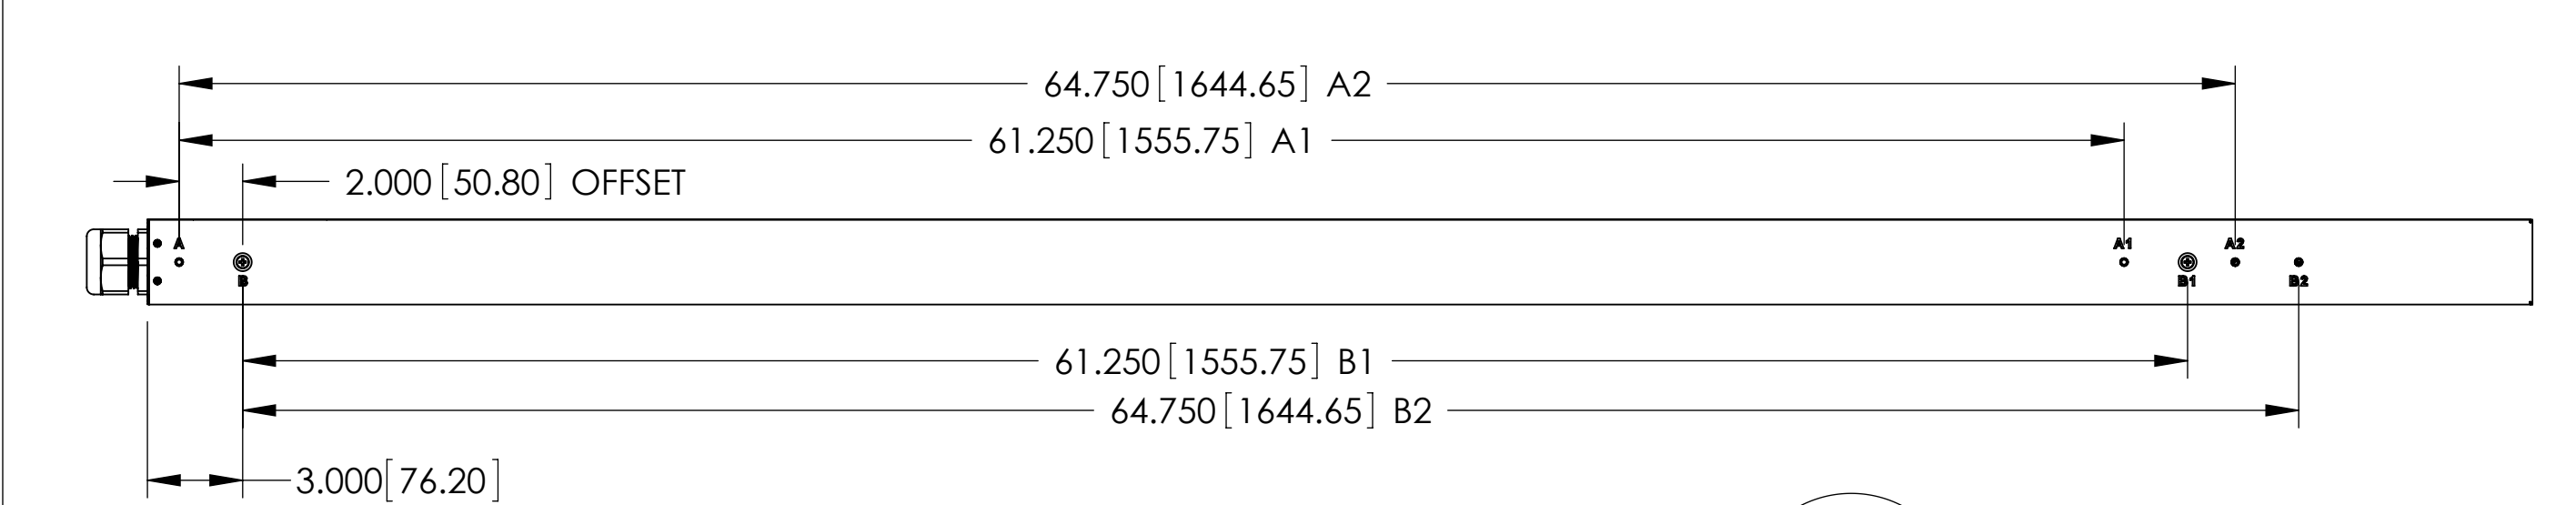 64.750[1644.65] A2
61.250[1555.75] A1
2.000[50.80] OFFSET
A
A1
A2
B
B1
B2
61.250[1555.75] B1
64.750[1644.65] B2
3.000[76.20]